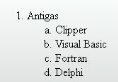 1. Antigas
a. Clipper
b. Visual Basic
c. Fortran
d. Delphi